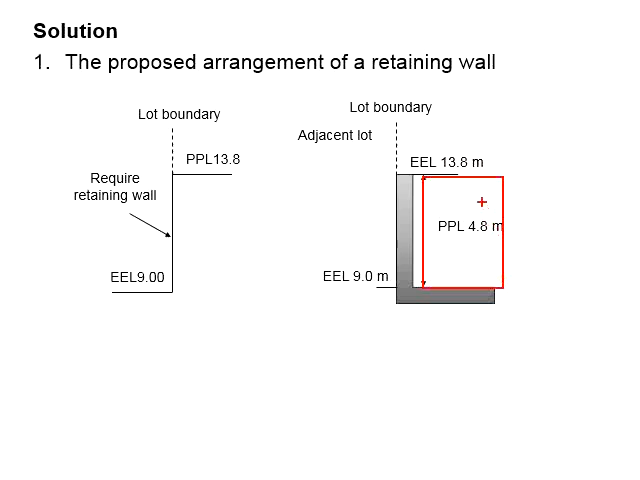 Solution
1. The proposed arrangement of a retaining wall
Lot boundary
PPL13.8
Require
retaining wall
EEL9.00
Lot boundary
Adjacent lot
EEL 13.8 m
PPL 4.8 m
EEL 9.0 m